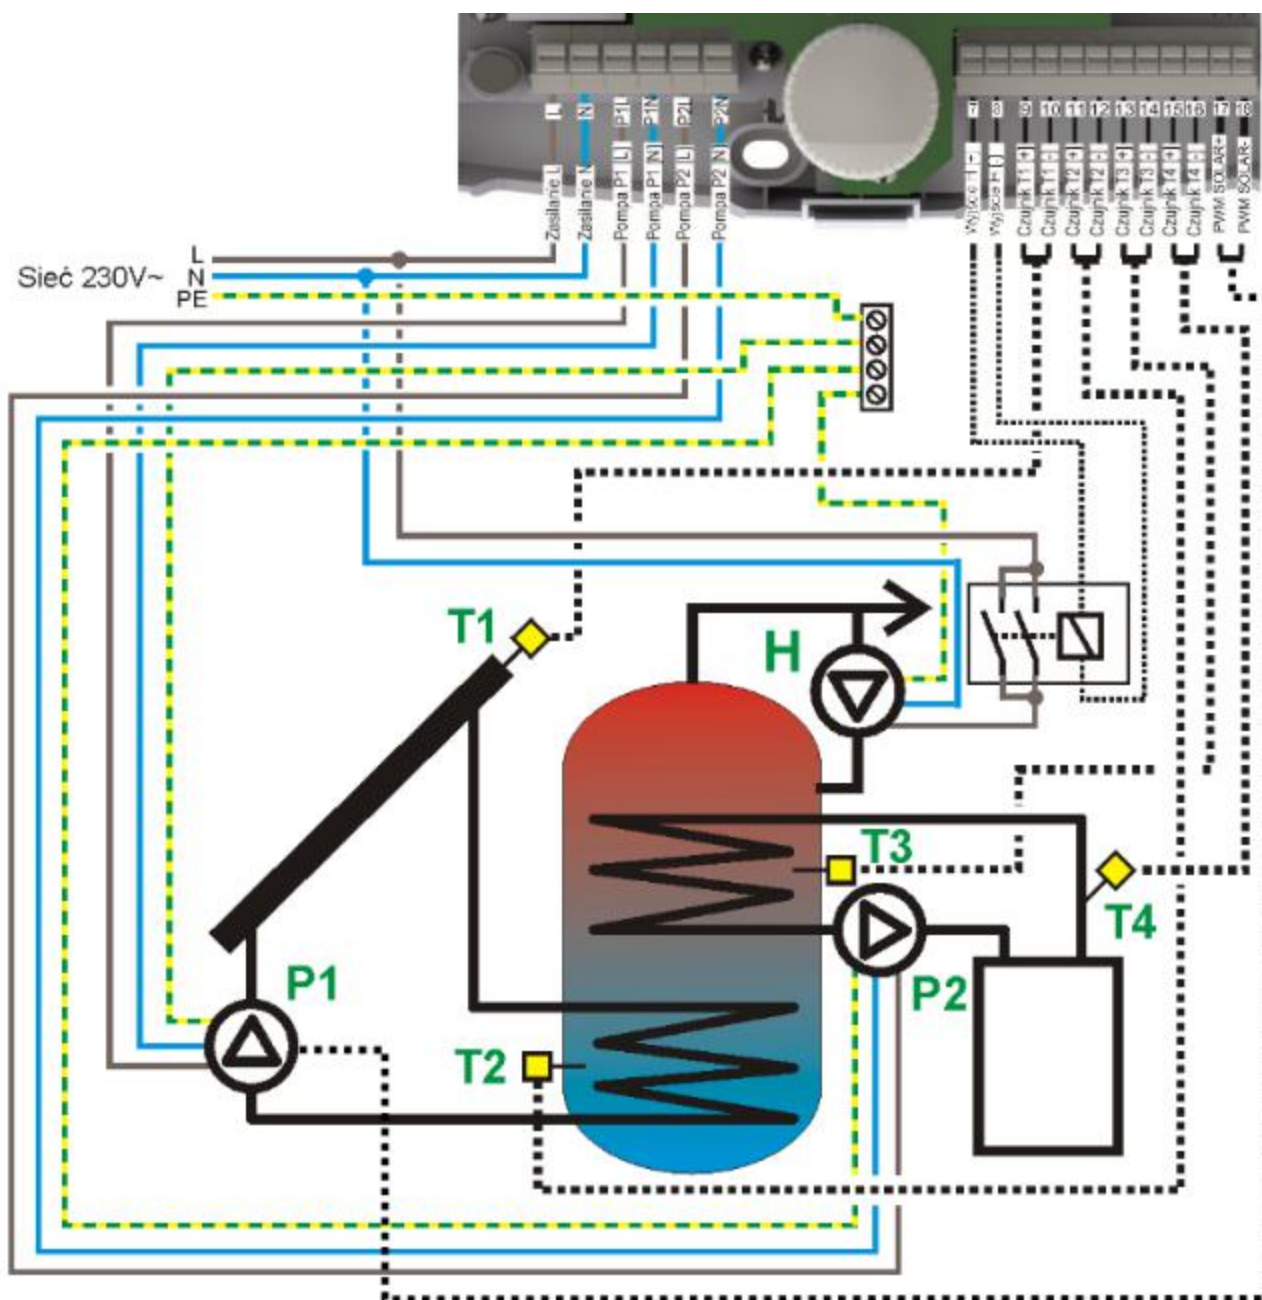 L
N
P1L
P1N
P2L
P2N
7
8
9
10
11
12
13
14
15
16
17
18
Zasilanie L
Zasilanie N
Pompa P1 [L]
Pompa P1 [N]
Pompa P2 [L]
Pompa P2 [N]
Wyjście H [+]
Wyjście H [-]
Czujnik T1 [+]
Czujnik T1 [-]
Czujnik T2 [+]
Czujnik T2 [-]
Czujnik T3 [+]
Czujnik T3 [-]
Czujnik T4 [+]
Czujnik T4 [-]
PWM SOLAR+
PWM SOLAR-
L
Sieć 230V~ N
PE
T1
H
T3
T4
P1
P2
T2